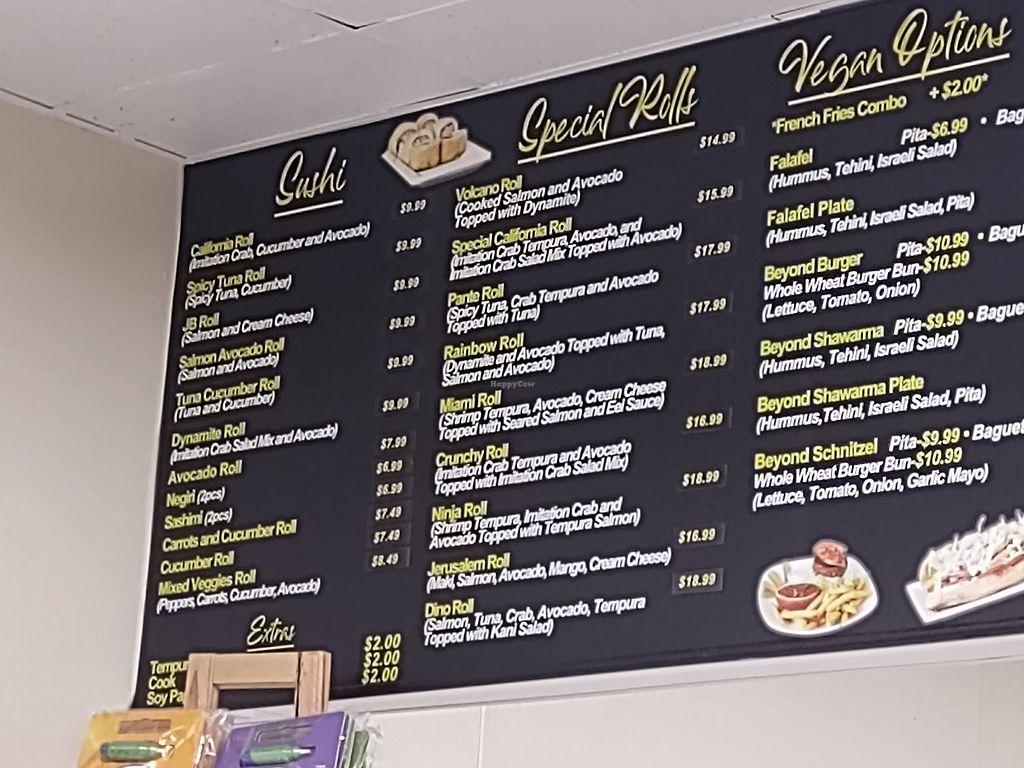 Sushi
$9.99
California Roll
(Imitation Crab, Cucumber and Avocado)
$9.99
Spicy Tuna Roll
(Spicy Tuna, Cucumber)
$9.99
JB Roll
(Salmon and Cream Cheese)
$9.99
Salmon Avocado Roll
(Salmon and Avocado)
$9.99
Tuna Cucumber Roll
(Tuna and Cucumber)
$9.99
Dynamite Roll
(Imitation Crab Salad Mix and Avocado)
$7.99
Avocado Roll
$6.99
Negiri (2pcs)
$6.99
Sashimi (2pcs)
$7.49
Carrots and Cucumber Roll
$7.49
Cucumber Roll
$8.49
Mixed Veggies Roll
(Peppers, Carrots, Cucumber, Avocado)
Extras
$2.00
Cook $2.00
Soy $2.00
Special Rolls
$14.99
Volcano Roll
(Cooked Salmon and Avocado
Topped with Dynamite)
$15.99
Special California Roll
(Imitation Crab Tempura, Avocado, and
Imitation Crab Salad Mix Topped with Avocado)
$17.99
Pante Roll
(Spicy Tuna, Crab Tempura and Avocado
Topped with Tuna)
$17.99
Rainbow Roll
(Dynamite and Avocado Topped with Tuna,
Salmon and Avocado)
$18.99
Miami Roll
(Shrimp Tempura, Avocado, Cream Cheese
Topped with Seared Salmon and Eel Sauce)
$16.99
Crunchy Roll
(Imitation Crab Tempura and Avocado
Topped with Imitation Crab Salad Mix)
$18.99
Ninja Roll
(Shrimp Tempura, Imitation Crab and
Avocado Topped with Tempura Salmon)
$16.99
Jerusalem Roll
(Maki, Salmon, Avocado, Mango, Cream Cheese)
$18.99
Dino Roll
(Salmon, Tuna, Crab, Avocado, Tempura
Topped with Kani Salad)
HappyCow
Vegan Options
*French Fries Combo +$2.00*
Falafel Pita-$6.99 •
(Hummus, Tehini, Israeli Salad)
Falafel Plate
(Hummus, Tehini, Israeli Salad, Pita)
Beyond Burger Pita-$10.99 •
Whole Wheat Burger Bun-$10.99
(Lettuce, Tomato, Onion)
Beyond Shawarma Pita-$9.99 •
(Hummus, Tehini, Israeli Salad)
Beyond Shawarma Plate
(Hummus,Tehini, Israeli Salad, Pita)
Beyond Schnitzel Pita-$9.99 •
Whole Wheat Burger Bun-$10.99
(Lettuce, Tomato, Onion, Garlic Mayo)